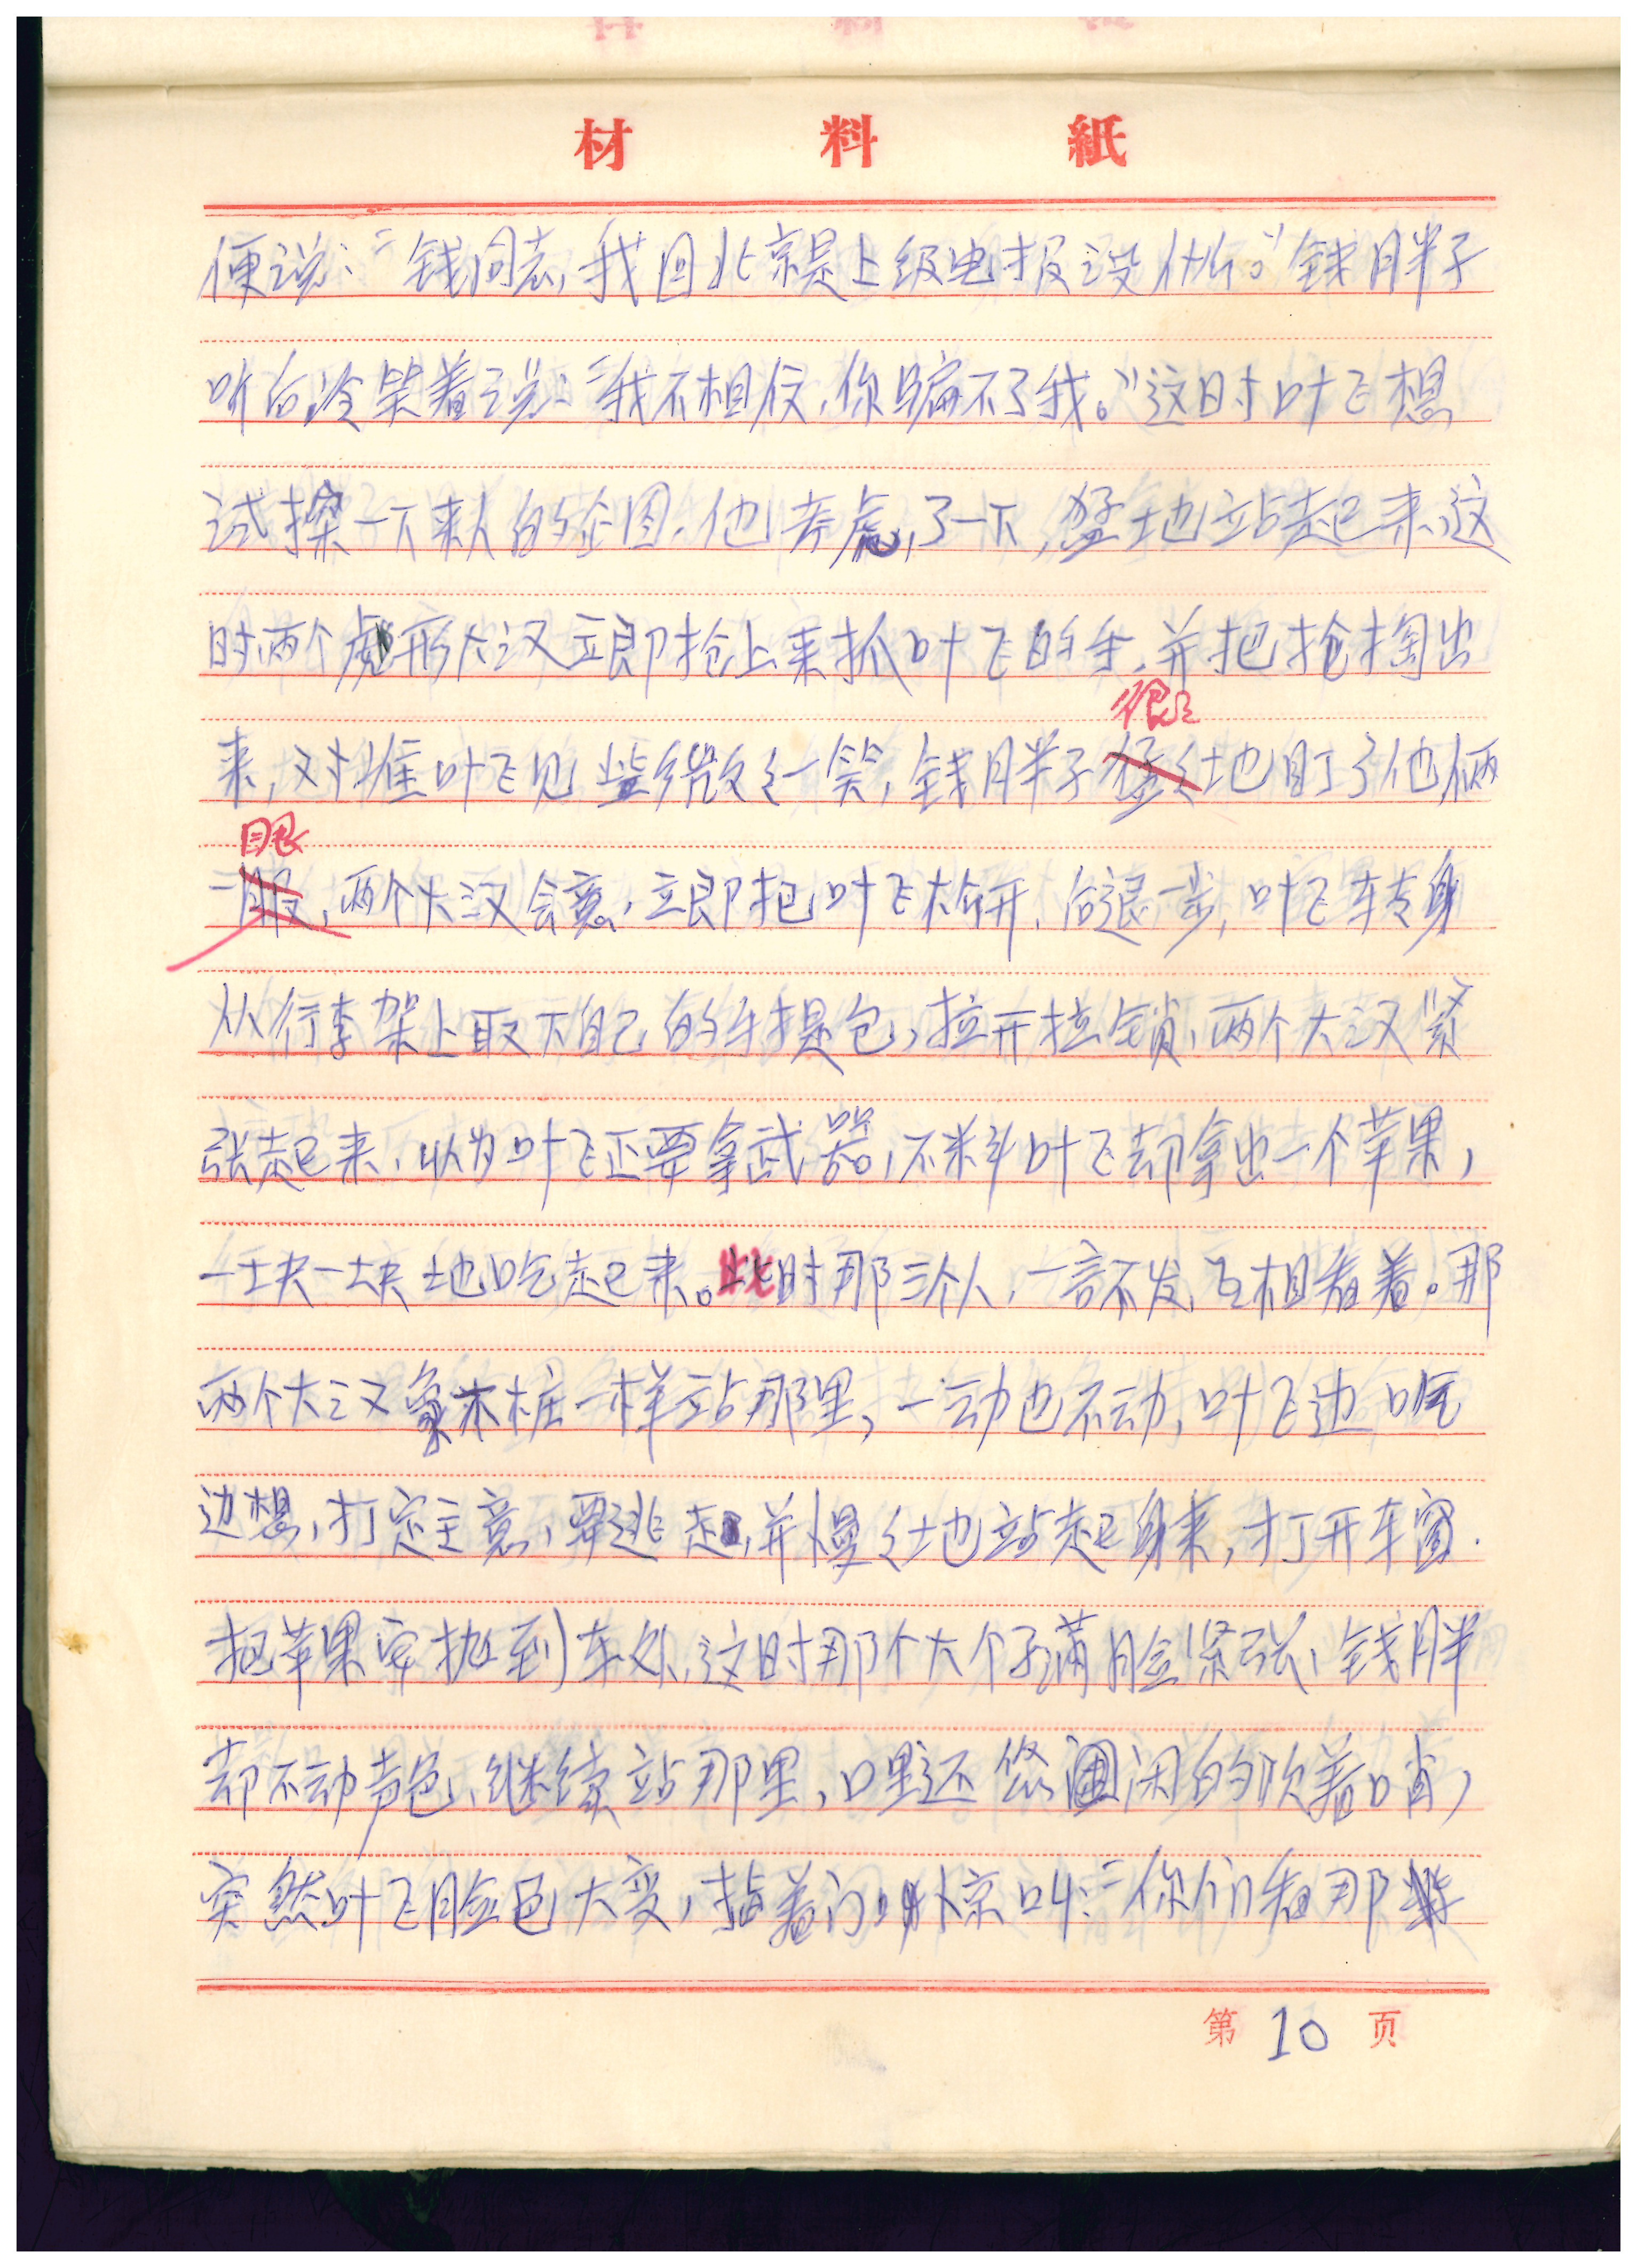 材料紙
便说：“钱同志，我回北京是上级电报说什么。”钱胖子
听后冷笑着说：“我不相仪，你骗不了我。”这时叶飞想
试探一下来人的企图，他考虑了一下，猛地站起来，这
时两个彪形大汉立即抢上来抓叶飞的手，并把抢掏出
来，对准叶飞见此微々一笑，钱胖子
狠々
地盯了他俩
眼
一，两个大汉会意，立即把叶飞松开，后退一步，叶飞转身
从行李架上取下自己的手提包，拉开拉锁，两个大汉紧
张起来，以为叶飞还要拿武器，不料叶飞却拿出一个苹果，
一块一块地吃起来。此时那三个人，一言不发，互相看着。那
两个大汉象木桩一样站那里，一动也不动，叶飞边吃
边想，打定主意，要逃走，并慢々地站起身来，打开车窗．
把苹果抛到车外，这时那个大个子满脸紧张，钱胖
却不动声色，继续站那里，口里还悠闲的吹着哨，
突然叶飞脸色大变，指着门外惊叫：“你们看那
第10页